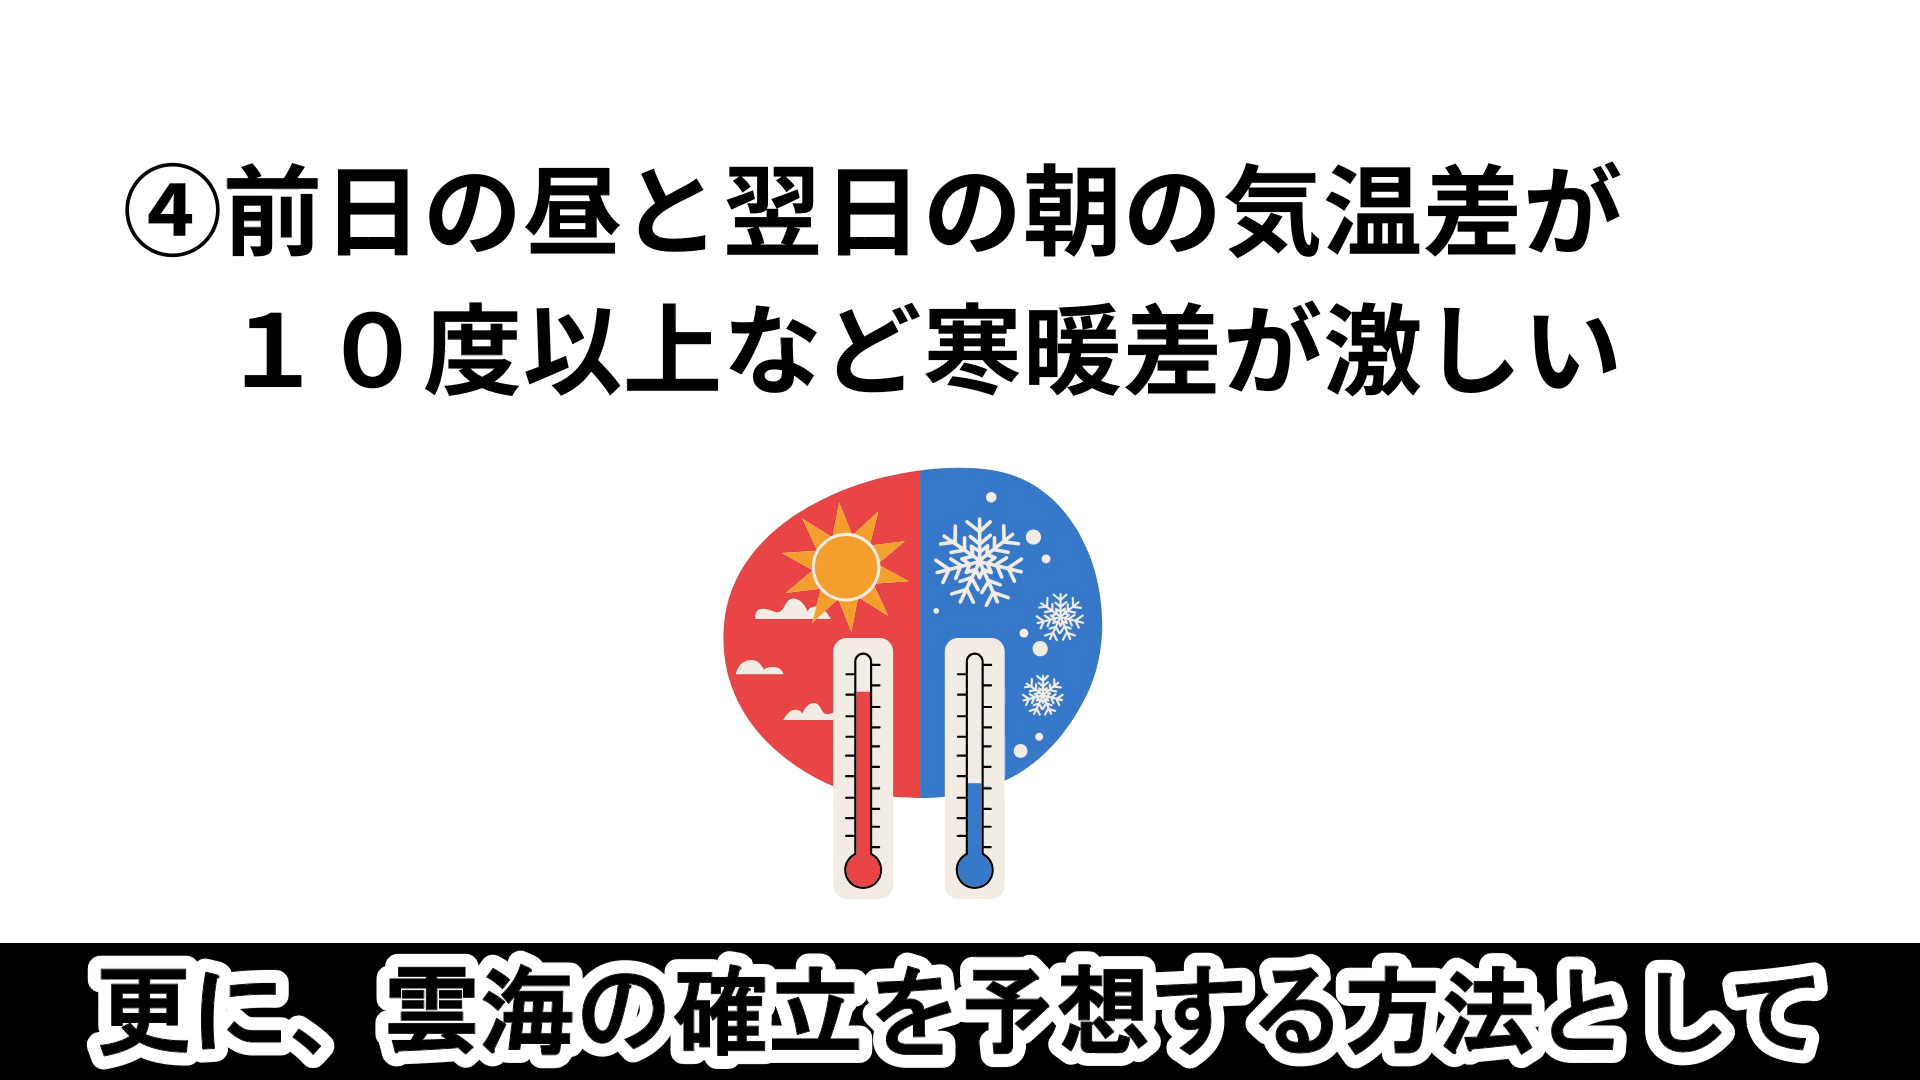 ④前日の昼と翌日の朝の気温差が
１０度以上など寒暖差が激しい
更に、雲海の確立を予想する方法として